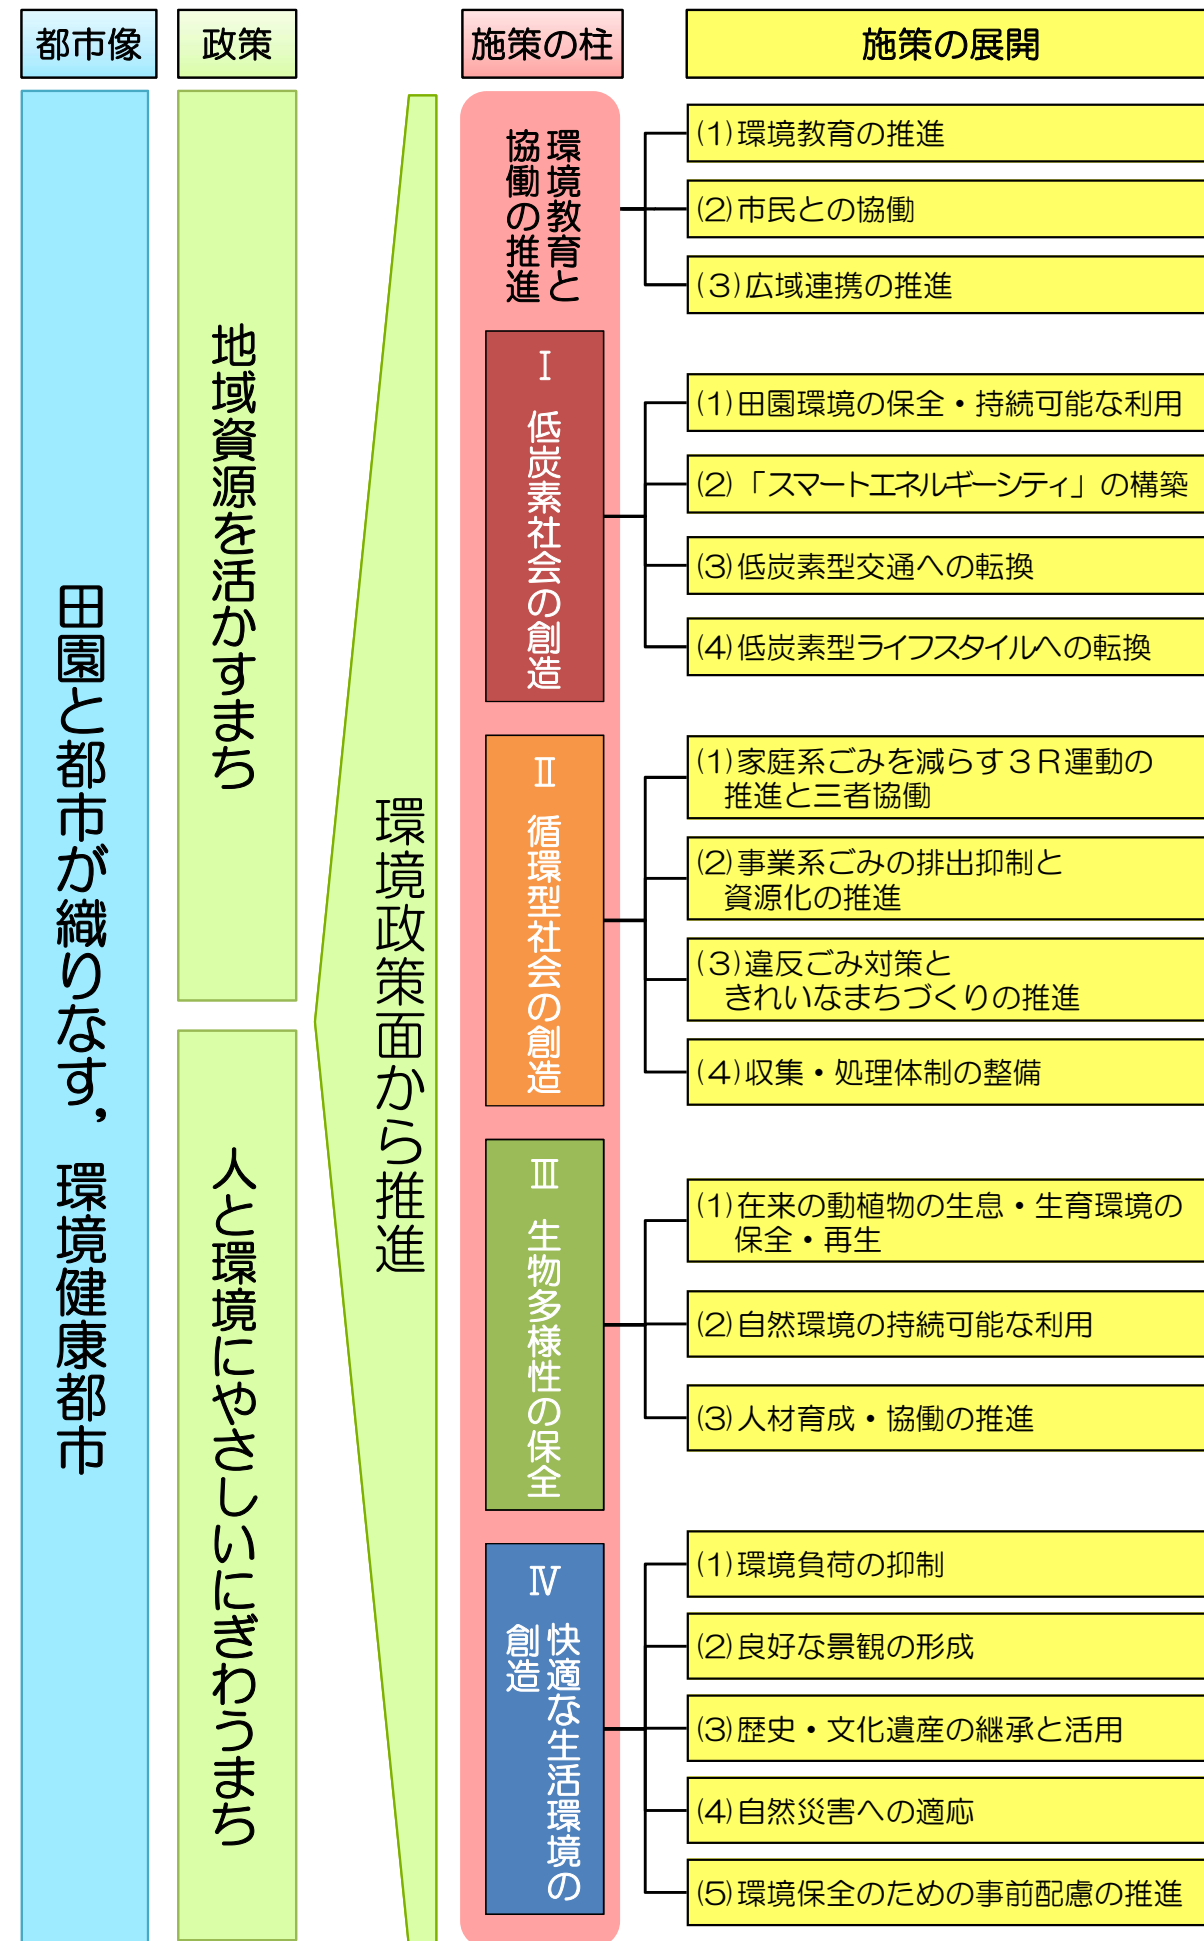 都市像
政策
施策の柱
施策の展開
田園と都市が織りなす，環境健康都市
地域資源を活かすまち
人と環境にやさしいにぎわうまち
環境政策面から推進
環境教育と
協働の推進
(1)環境教育の推進
(2)市民との協働
(３)広域連携の推進
Ⅰ 低炭素社会の創造
(1)田園環境の保全・持続可能な利用
(2)「スマートエネルギーシティ」の構築
(3)低炭素型交通への転換
(4)低炭素型ライフスタイルへの転換
Ⅱ 循環型社会の創造
(1)家庭系ごみを減らす３Ｒ運動の
推進と三者協働
(2)事業系ごみの排出抑制と
資源化の推進
(３)違反ごみ対策と
きれいなまちづくりの推進
(４)収集・処理体制の整備
Ⅲ 生物多様性の保全
(1)在来の動植物の生息・生育環境の
保全・再生
(2)自然環境の持続可能な利用
(3)人材育成・協働の推進
Ⅳ 快適な生活環境の
創造
(1)環境負荷の抑制
(2)良好な景観の形成
(3)歴史・文化遺産の継承と活用
(4)自然災害への適応
(5)環境保全のための事前配慮の推進